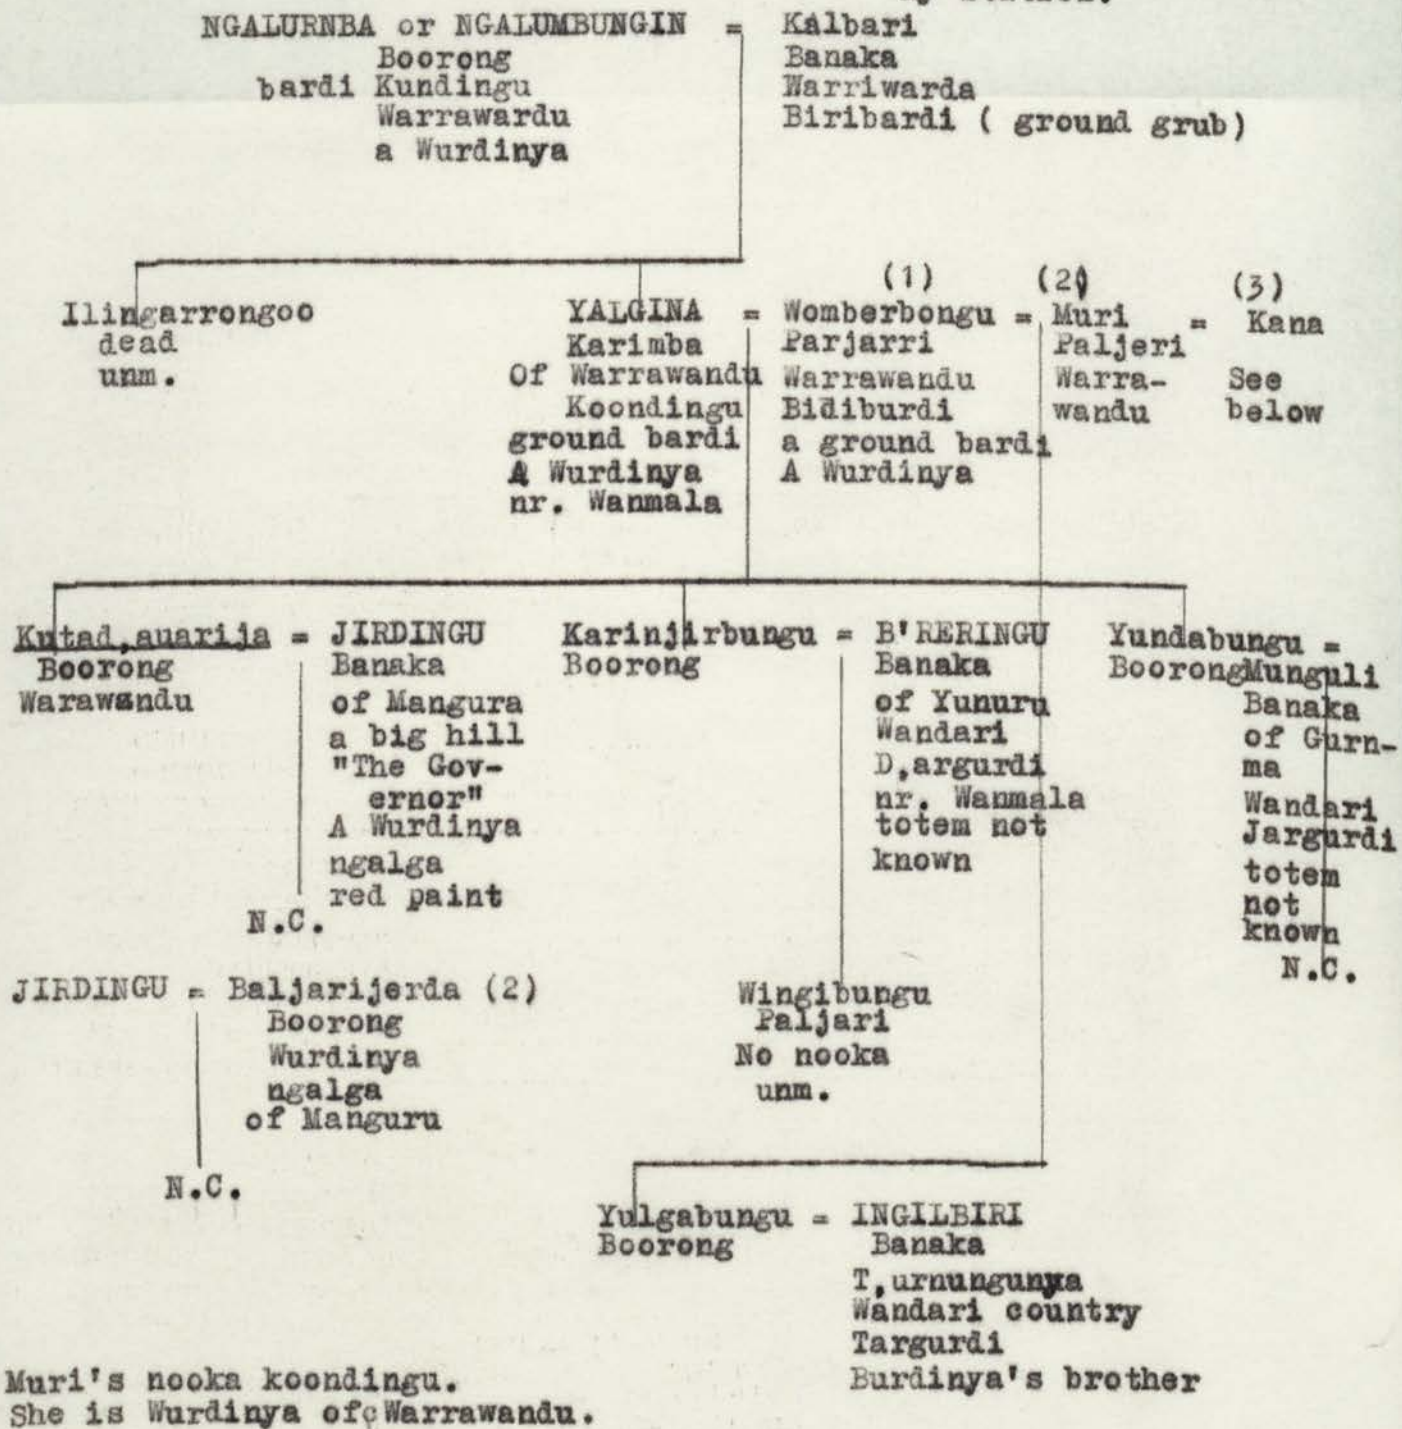 NGALURNBA or NGALUMBUNGIN = Kalbari
Boorong Banaka
bardi Kundingu Warriwarda
Warrawardu Biribardi ( ground grub)
a Wurdinya
(1) (2) (3)
Ilingarrongoo YALGINA = Womberbongu = Muri = Kana
dead Karimba Parjarri Paljeri
unm. Of Warrawandu Warrawandu Warra- See
Koondingu Bidiburdi wandu below
ground bardi a ground bardi
A Wurdinya A Wurdinya
nr. Wanmala
Kutad,auarija = JIRDINGU Karinjirbungu = B'RERINGU Yundabungu =
Boorong Banaka Boorong Banaka Boorong Munguli
Warawandu of Mangura of Yunuru Banaka
a big hill Wandari of Gurn-
"The Gov- D,argurdi ma
ernor" nr. Wanmala Wandari
A Wurdinya totem not Jargurdi
ngalga known totem
red paint not
N.C. known
N.C.
JIRDINGU = Baljarijerda (2) Wingibungu
Boorong Paljari
Wurdinya No nooka
ngalga unm.
of Manguru
N.C.
Yulgabungu = INGILBIRI
Boorong Banaka
T,urnungunya
Wandari country
Targurdi
Muri's nooka koondingu. Burdinya's brother
She is Wurdinya of Warrawandu.